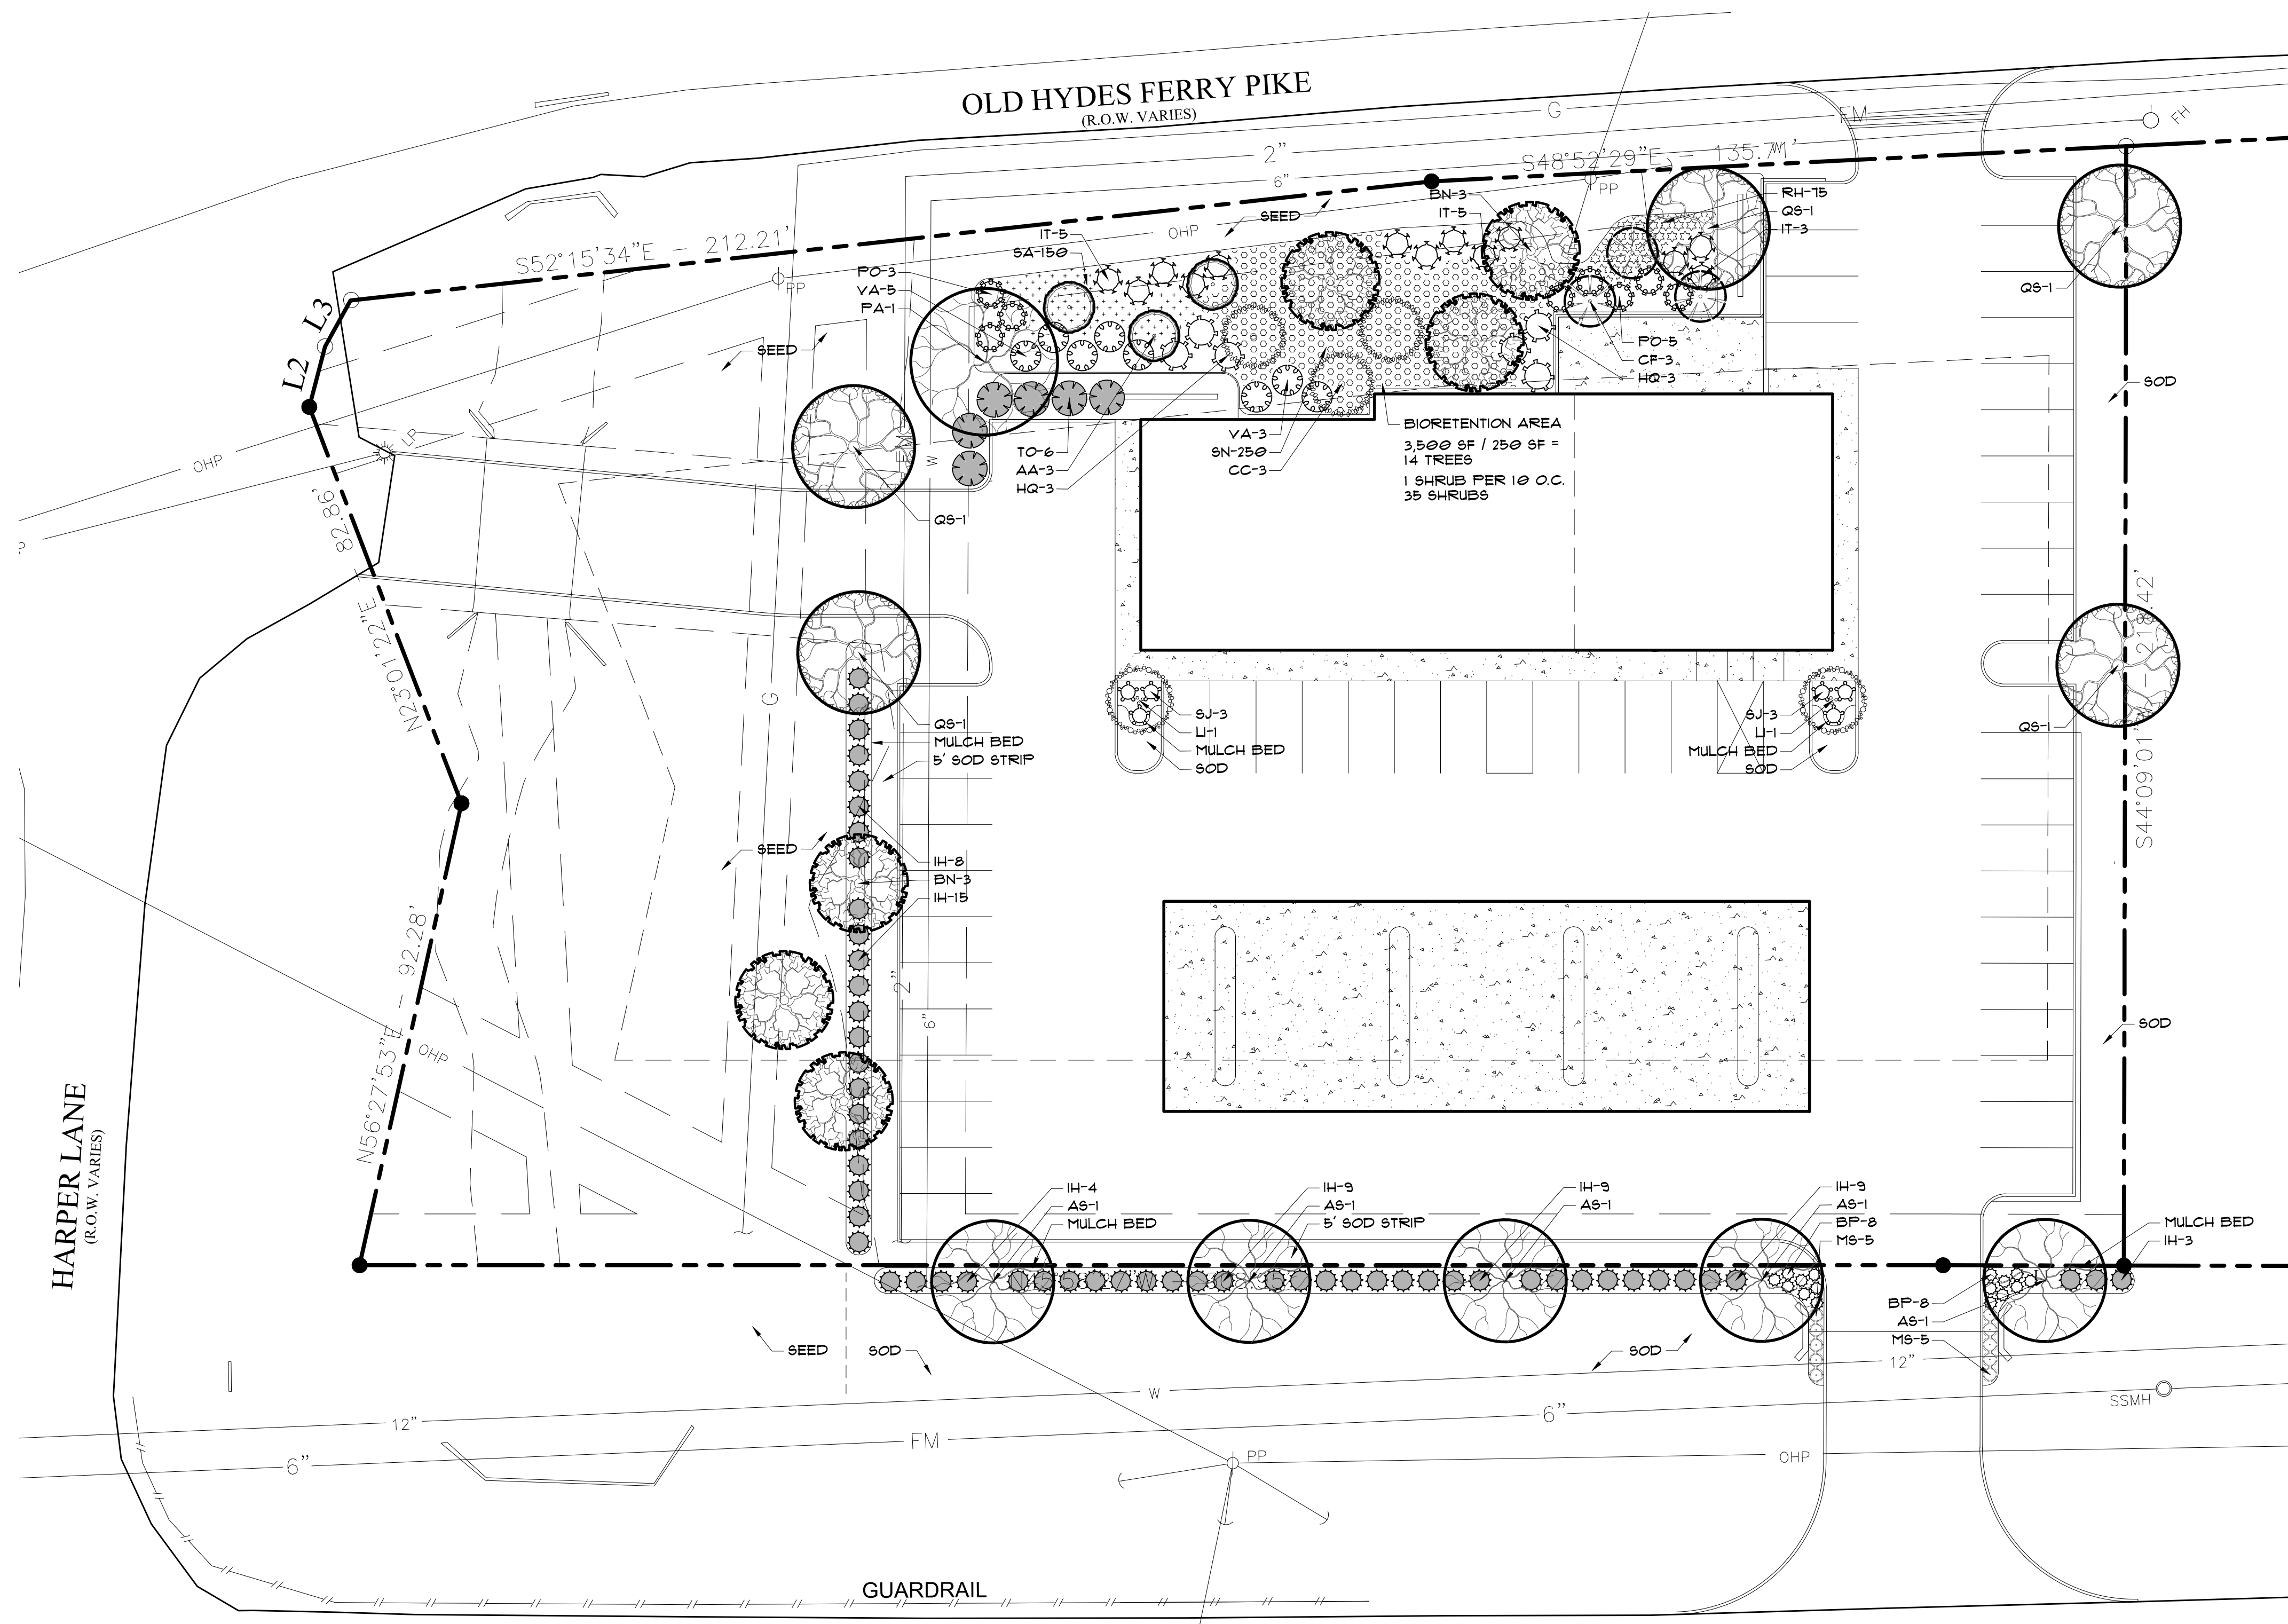 OLD HYDES FERRY PIKE
(R.O.W. VARIES)
G
FM
FH
2"
6"
S48°52'29"E
135.71'
W
PP
S52°15'34"E - 212.21'
SEED
OHP
PP
BN-3
IT-5
RH-75
QS-1
IT-3
IT-5
SA-150
PO-3
VA-5
PA-1
L3
L2
SEED
QS-1
PO-5
CF-3
HQ-3
SOD
LP
OHP
W
TO-6
AA-3
HQ-3
VA-3
SN-250
CC-3
BIORETENTION AREA
3,500 SF / 250 SF =
14 TREES
1 SHRUB PER 10 O.C.
35 SHRUBS
QS-1
N23°01'22"E
82.86'
G
QS-1
MULCH BED
5' SOD STRIP
SJ-3
LI-1
MULCH BED
SOD
SJ-3
LI-1
MULCH BED
SOD
QS-1
S44°09'01"
218.42'
SEED
IH-8
BN-3
IH-15
2"
6"
SOD
N56°27'53"E - 92.28'
OHP
HARPER LANE
(R.O.W. VARIES)
IH-4
AS-1
MULCH BED
IH-9
AS-1
5' SOD STRIP
IH-9
AS-1
IH-9
AS-1
BP-8
MS-5
MULCH BED
IH-3
BP-8
AS-1
MS-5
SEED
SOD
SOD
12"
W
12"
6"
FM
6"
SSMH
PP
OHP
GUARDRAIL